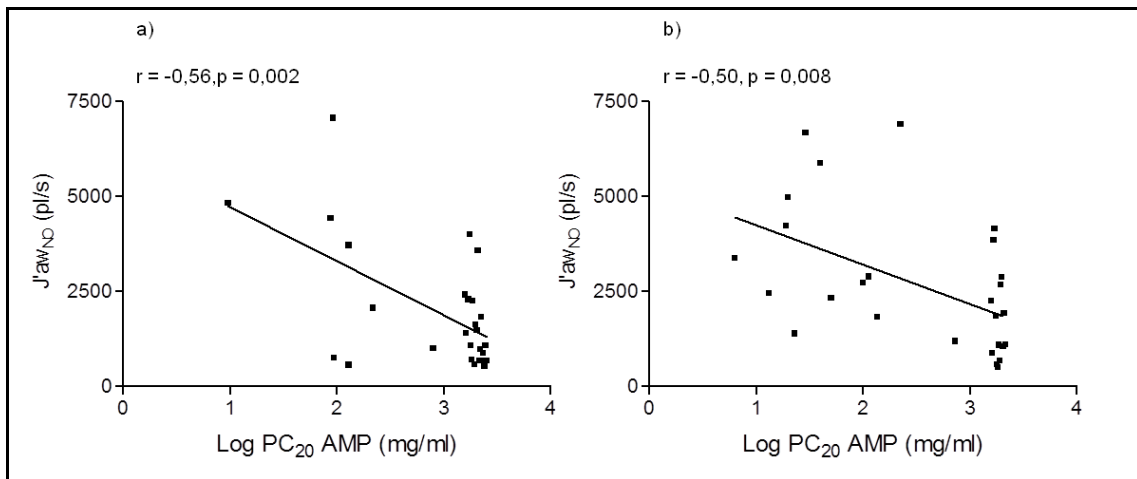 a)
r = -0,56,p = 0,002
7500
5000
2500
0
J'aw_NO (pl/s)
0 1 2 3 4
Log PC₂₀ AMP (mg/ml)
b)
r = -0,50, p = 0,008
7500
5000
2500
0
J'aw_NO (pl/s)
0 1 2 3 4
Log PC₂₀ AMP (mg/ml)